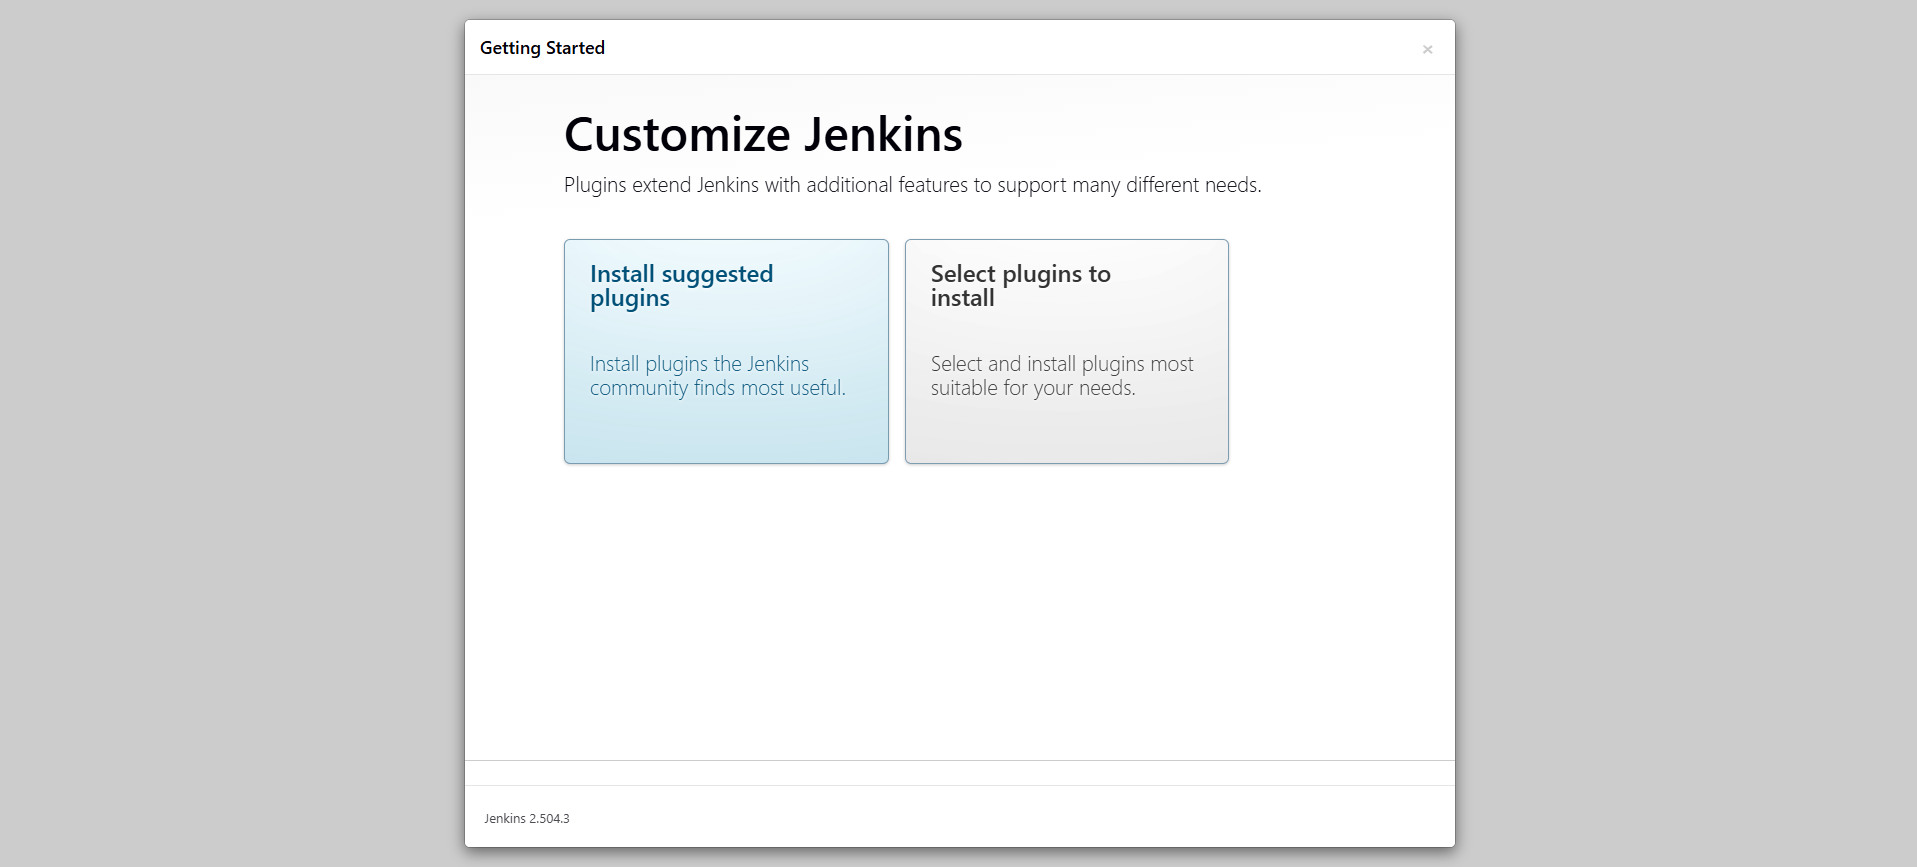 Getting Started
×
Customize Jenkins
Plugins extend Jenkins with additional features to support many different needs.
Install suggested
plugins
Install plugins the Jenkins
community finds most useful.
Select plugins to
install
Select and install plugins most
suitable for your needs.
Jenkins 2.504.3